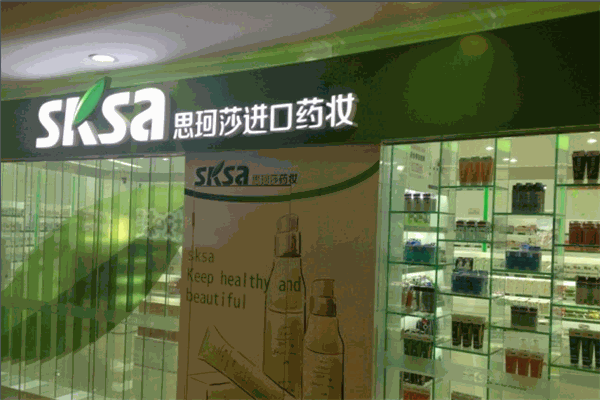 sksa 思珂莎进口药妆
sksa 思珂莎药妆
sksa
Keep healthy and
beautiful